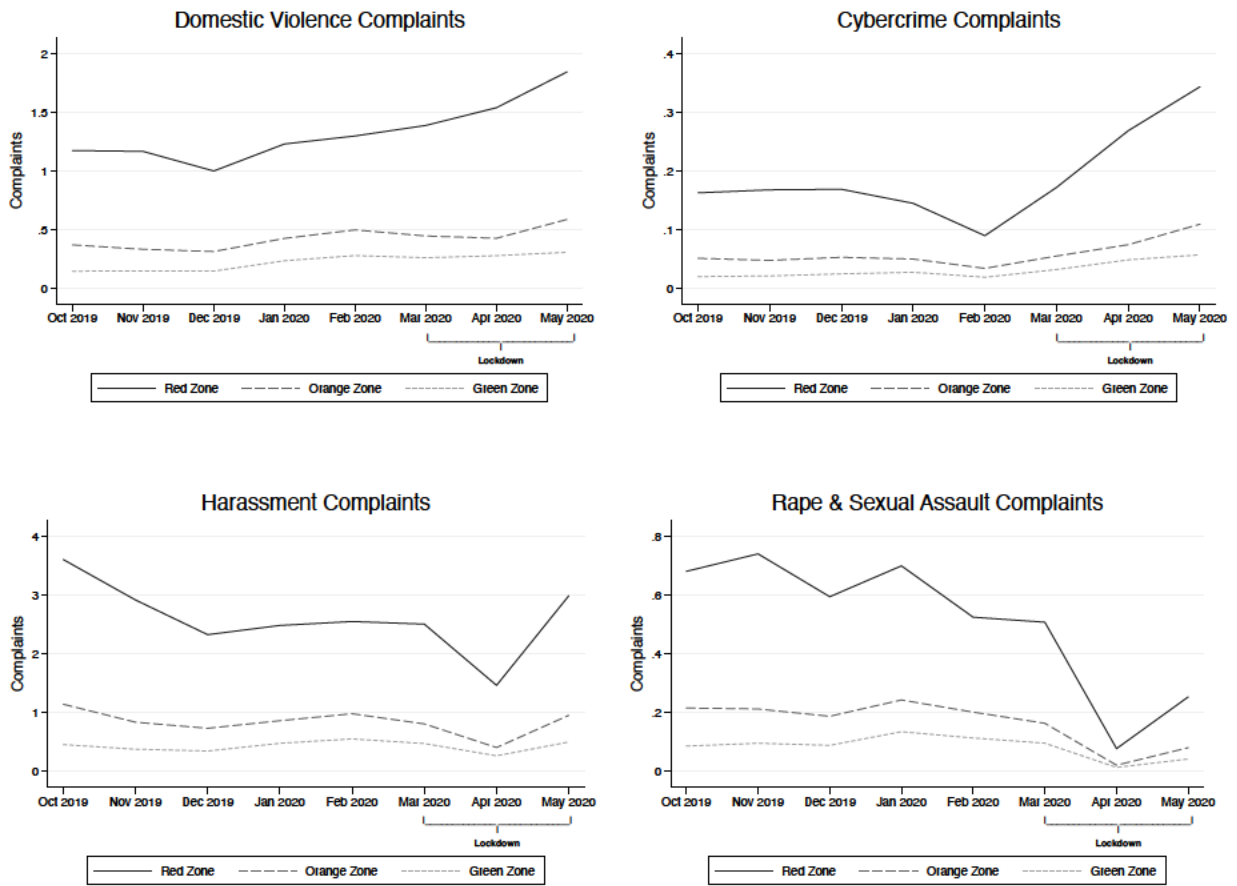 Domestic Violence Complaints
2
1.5
1
.5
0
Complaints
Oct 2019 Nov 2019 Dec 2019 Jan 2020 Feb 2020 Mar 2020 Apr 2020 May 2020
Lockdown
Red Zone Orange Zone Green Zone
Cybercrime Complaints
.4
.3
.2
.1
0
Complaints
Oct 2019 Nov 2019 Dec 2019 Jan 2020 Feb 2020 Mar 2020 Apr 2020 May 2020
Lockdown
Red Zone Orange Zone Green Zone
Harassment Complaints
4
3
2
1
0
Complaints
Oct 2019 Nov 2019 Dec 2019 Jan 2020 Feb 2020 Mar 2020 Apr 2020 May 2020
Lockdown
Red Zone Orange Zone Green Zone
Rape & Sexual Assault Complaints
.8
.6
.4
.2
0
Complaints
Oct 2019 Nov 2019 Dec 2019 Jan 2020 Feb 2020 Mar 2020 Apr 2020 May 2020
Lockdown
Red Zone Orange Zone Green Zone